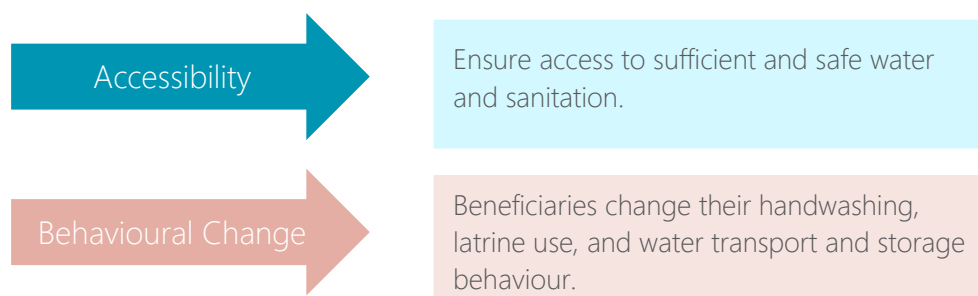 Accessibility
Ensure access to sufficient and safe water
and sanitation.
Behavioural Change
Beneficiaries change their handwashing,
latrine use, and water transport and storage
behaviour.